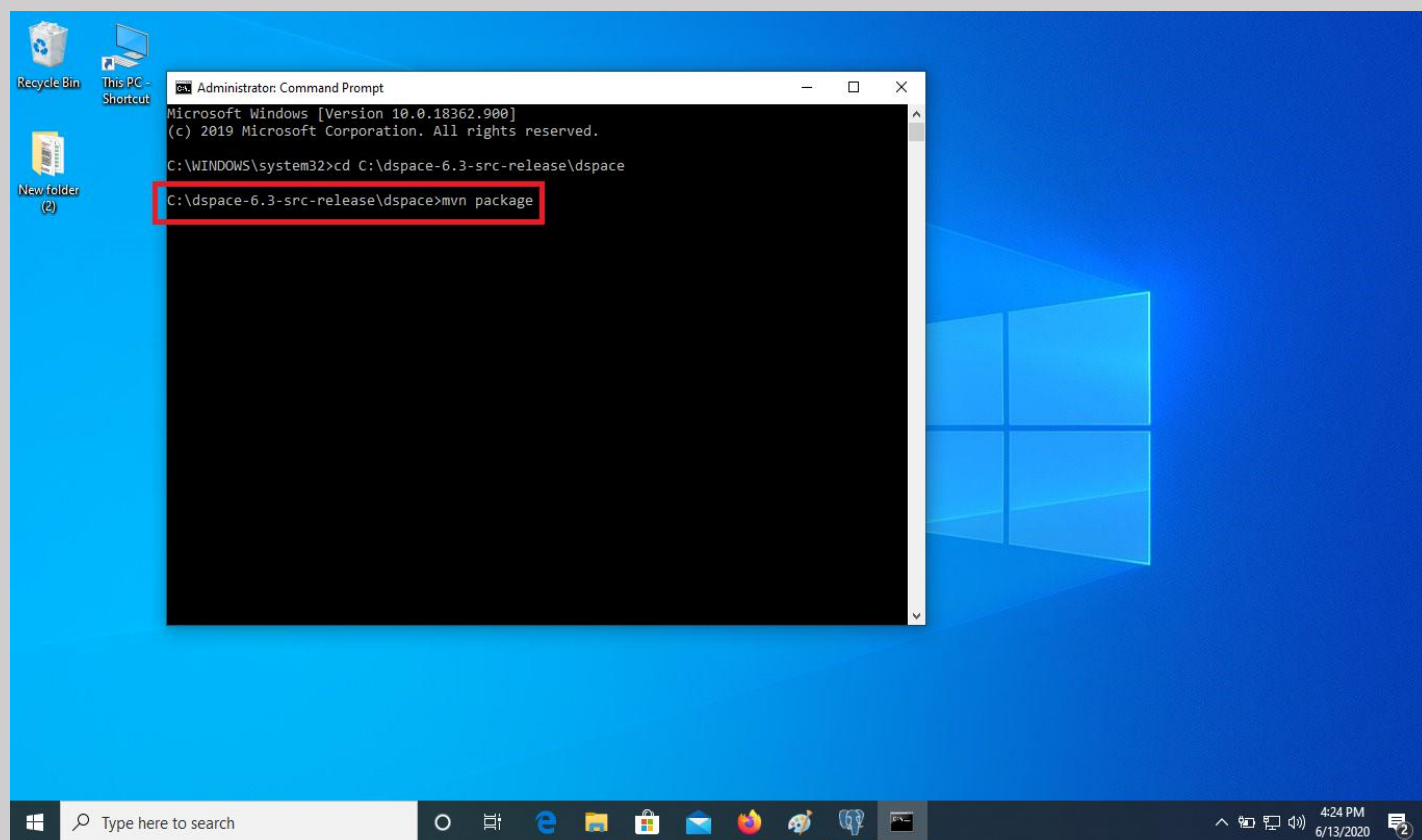 Recycle Bin
This PC -
Shortcut
New folder
(2)
Administrator: Command Prompt
Microsoft Windows [Version 10.0.18362.900]
(c) 2019 Microsoft Corporation. All rights reserved.
C:\WINDOWS\system32>cd C:\dspace-6.3-src-release\dspace
C:\dspace-6.3-src-release\dspace>mvn package
Type here to search
4:24 PM
6/13/2020
2